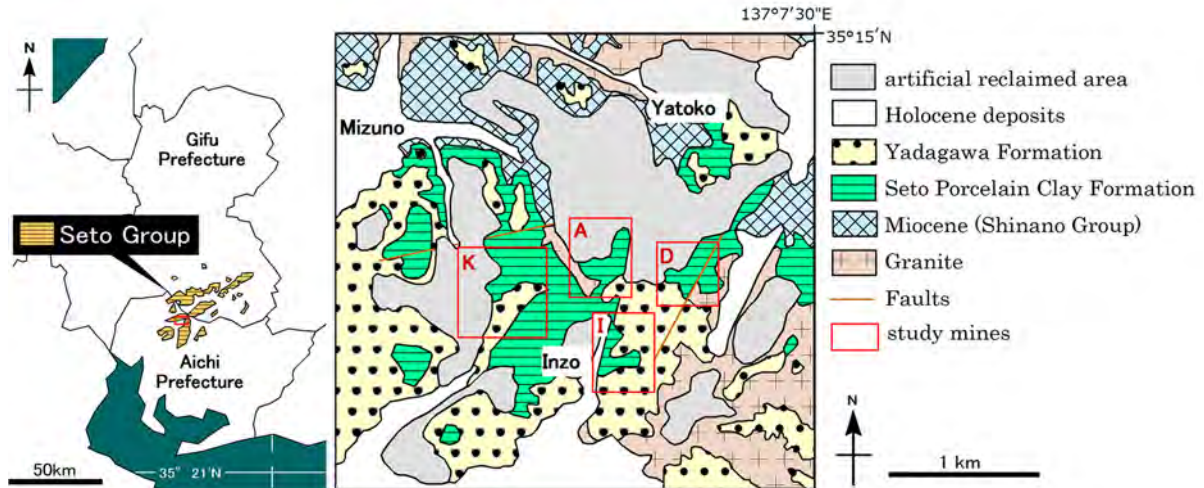 N
Gifu
Prefecture
Seto Group
Aichi
Prefecture
50km
35° 21'N
137°7'30"E
35°15'N
Yatoko
Mizuno
A
D
K
I
Inzo
artificial reclaimed area
Holocene deposits
Yadagawa Formation
Seto Porcelain Clay Formation
Miocene (Shinano Group)
Granite
Faults
study mines
N
1 km